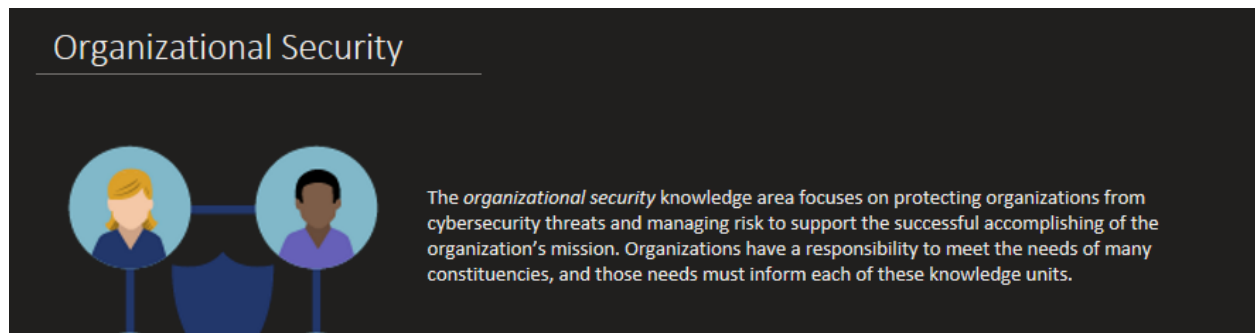 Organizational Security
The organizational security knowledge area focuses on protecting organizations from
cybersecurity threats and managing risk to support the successful accomplishing of the
organization’s mission. Organizations have a responsibility to meet the needs of many
constituencies, and those needs must inform each of these knowledge units.